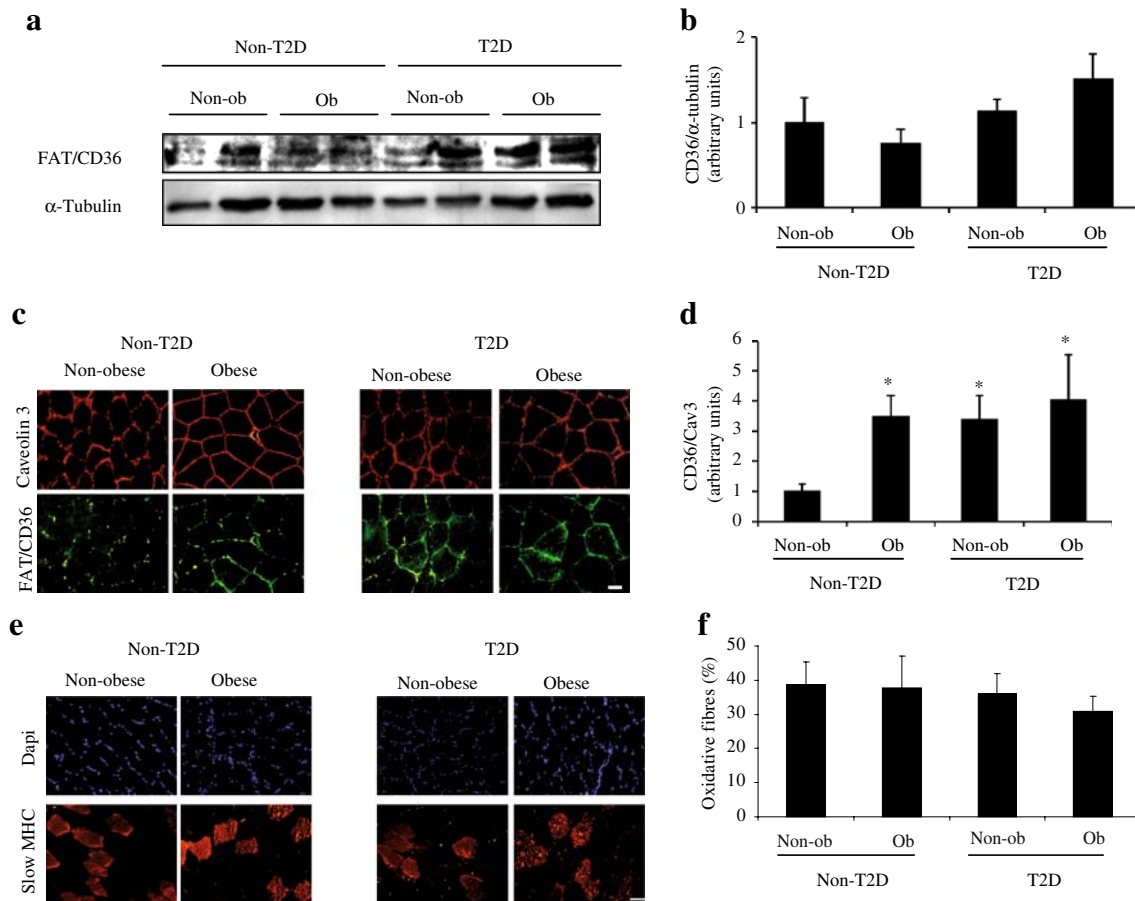 a
Non-T2D T2D
Non-ob Ob Non-ob Ob
FAT/CD36
α-Tubulin
b
CD36/α-tubulin
(arbitrary units)
2
1
0
Non-ob Ob Non-ob Ob
Non-T2D T2D
c
Non-T2D T2D
Non-obese Obese Non-obese Obese
Caveolin 3
FAT/CD36
d
CD36/Cav3
(arbitrary units)
6
5
4
3
2
1
0
* * *
Non-ob Ob Non-ob Ob
Non-T2D T2D
e
Non-T2D T2D
Non-obese Obese Non-obese Obese
Dapi
Slow MHC
f
Oxidative fibres (%)
50
40
30
20
10
0
Non-ob Ob Non-ob Ob
Non-T2D T2D